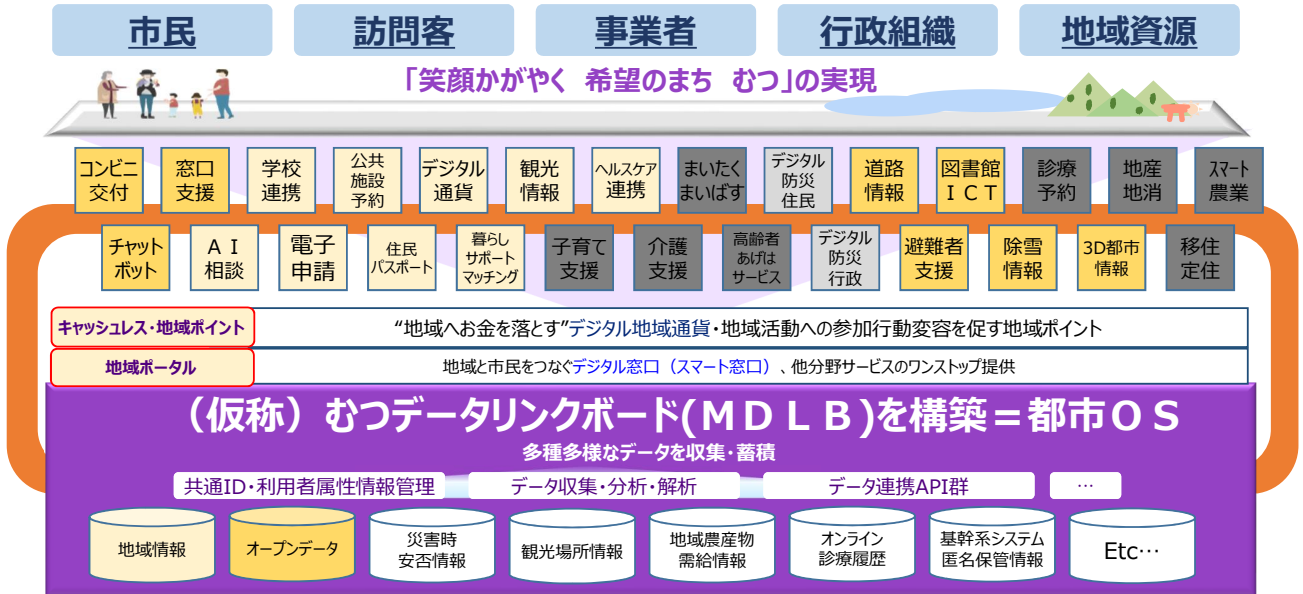 市民
訪問客
事業者
行政組織
地域資源
「笑顔かがやく 希望のまち むつ」の実現
コンビニ
交付
窓口
支援
学校
連携
公共
施設
予約
デジタル
通貨
観光
情報
ヘルスケア
連携
まいたく
まいばす
デジタル
防災
住民
道路
情報
図書館
ＩＣＴ
診療
予約
地産
地消
スマート
農業
チャット
ボット
ＡＩ
相談
電子
申請
住民
パスポート
暮らし
サポート
マッチング
子育て
支援
介護
支援
高齢者
あげは
サービス
デジタル
防災
行政
避難者
支援
除雪
情報
3D都市
情報
移住
定住
キャッシュレス・地域ポイント
“地域へお金を落とす”デジタル地域通貨・地域活動への参加行動変容を促す地域ポイント
地域ポータル
地域と市民をつなぐデジタル窓口（スマート窓口）、他分野サービスのワンストップ提供
（仮称）むつデータリンクボード(ＭＤＬＢ)を構築＝都市ＯＳ
多種多様なデータを収集・蓄積
共通ID・利用者属性情報管理
データ収集・分析・解析
データ連携API群
…
地域情報
オープンデータ
災害時
安否情報
観光場所情報
地域農産物
需給情報
オンライン
診療履歴
基幹系システム
匿名保管情報
Etc…